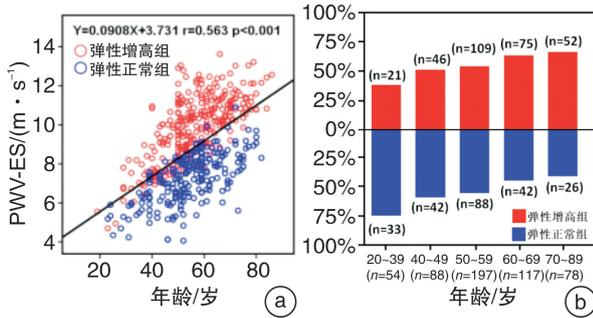 Y=0.0908X+3.731 r=0.563 p<0.001
弹性增高组
弹性正常组
PWV-ES/(m · s⁻¹)
14
12
10
8
6
4
20
40
60
80
年龄/岁
a
100%
75%
50%
25%
0%
25%
50%
75%
100%
(n=21)
(n=46)
(n=109)
(n=75)
(n=52)
(n=33)
(n=42)
(n=88)
(n=42)
(n=26)
弹性增高组
弹性正常组
20~39 40~49 50~59 60~69 70~89
(n=54) (n=88) (n=197) (n=117) (n=78)
年龄/岁
b